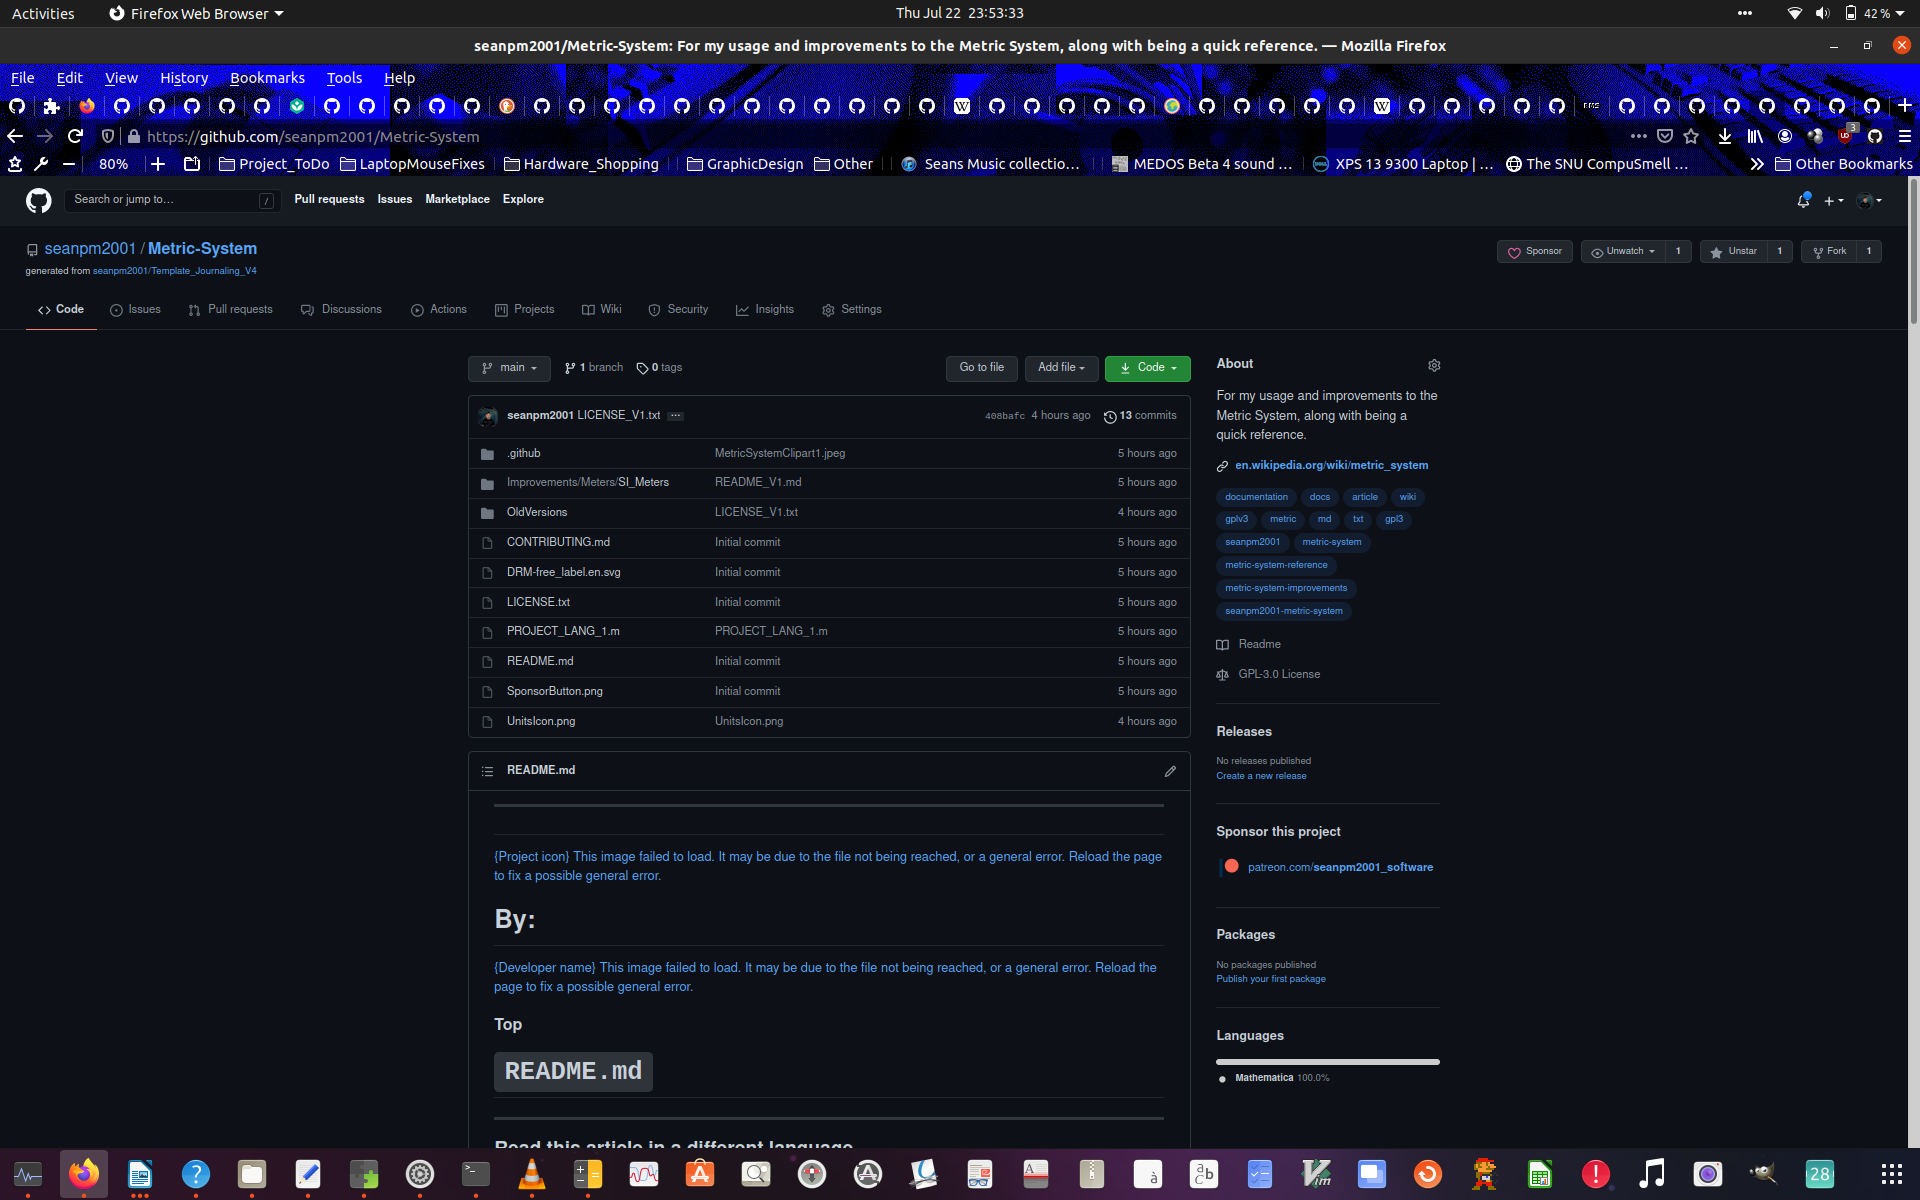 Activities
Firefox Web Browser
Thu Jul 22  23:53:33
42 %
seanpm2001/Metric-System: For my usage and improvements to the Metric System, along with being a quick reference. — Mozilla Firefox
File Edit View History Bookmarks Tools Help
https://github.com/seanpm2001/Metric-System
3
80%
Project_ToDo
LaptopMouseFixes
Hardware_Shopping
GraphicDesign
Other
Seans Music collectio…
MEDOS Beta 4 sound …
XPS 13 9300 Laptop | …
The SNU CompuSmell …
Other Bookmarks
Search or jump to…
/
Pull requests Issues Marketplace Explore
seanpm2001 / Metric-System
generated from seanpm2001/Template_Journaling_V4
Sponsor
Unwatch 1
Unstar 1
Fork 1
Code
Issues
Pull requests
Discussions
Actions
Projects
Wiki
Security
Insights
Settings
main
1 branch
0 tags
Go to file
Add file
Code
seanpm2001 LICENSE_V1.txt ...
408bafc 4 hours ago
13 commits
.github MetricSystemClipart1.jpeg 5 hours ago
Improvements/Meters/SI_Meters README_V1.md 5 hours ago
OldVersions LICENSE_V1.txt 4 hours ago
CONTRIBUTING.md Initial commit 5 hours ago
DRM-free_label.en.svg Initial commit 5 hours ago
LICENSE.txt Initial commit 5 hours ago
PROJECT_LANG_1.m PROJECT_LANG_1.m 5 hours ago
README.md Initial commit 5 hours ago
SponsorButton.png Initial commit 5 hours ago
UnitsIcon.png UnitsIcon.png 4 hours ago
README.md
{Project icon} This image failed to load. It may be due to the file not being reached, or a general error. Reload the page
to fix a possible general error.
By:
{Developer name} This image failed to load. It may be due to the file not being reached, or a general error. Reload the
page to fix a possible general error.
Top
README.md
Read this article in a different language
About
For my usage and improvements to the
Metric System, along with being a
quick reference.
en.wikipedia.org/wiki/metric_system
documentation docs article wiki
gplv3 metric md txt gpl3
seanpm2001 metric-system
metric-system-reference
metric-system-improvements
seanpm2001-metric-system
Readme
GPL-3.0 License
Releases
No releases published
Create a new release
Sponsor this project
patreon.com/seanpm2001_software
Packages
No packages published
Publish your first package
Languages
Mathematica 100.0%
28